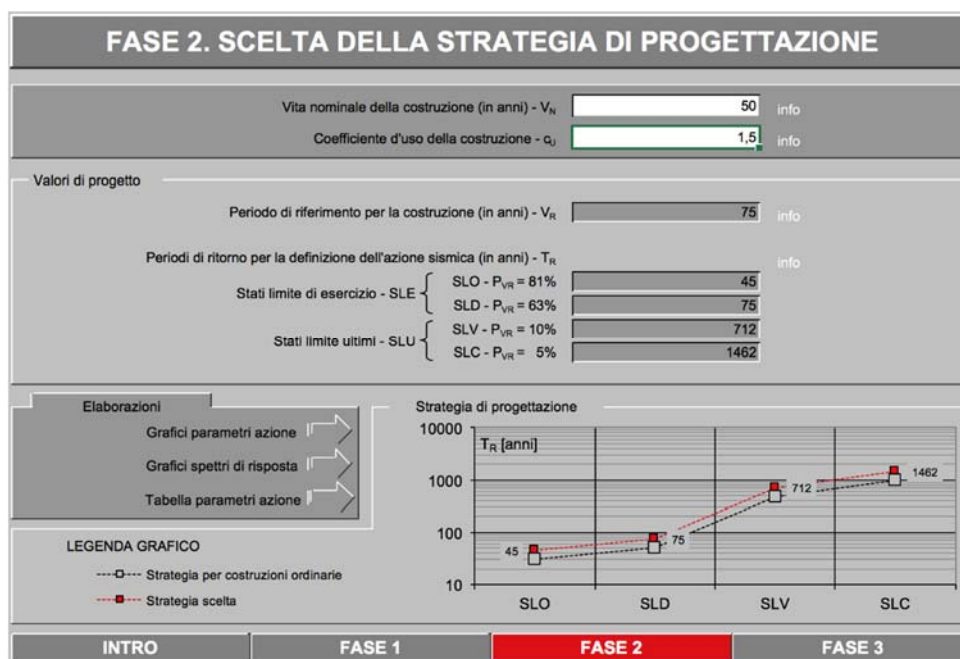 FASE 2. SCELTA DELLA STRATEGIA DI PROGETTAZIONE
Vita nominale della costruzione (in anni) - VN 50 info
Coefficiente d'uso della costruzione - cU 1,5 info
Valori di progetto
Periodo di riferimento per la costruzione (in anni) - VR 75 info
Periodi di ritorno per la definizione dell'azione sismica (in anni) - TR info
Stati limite di esercizio - SLE
SLO - PVR = 81% 45
SLD - PVR = 63% 75
Stati limite ultimi - SLU
SLV - PVR = 10% 712
SLC - PVR = 5% 1462
Elaborazioni
Grafici parametri azione
Grafici spettri di risposta
Tabella parametri azione
LEGENDA GRAFICO
Strategia per costruzioni ordinarie
Strategia scelta
Strategia di progettazione
TR [anni]
10000
1000
100
10
45
75
712
1462
SLO SLD SLV SLC
INTRO FASE 1 FASE 2 FASE 3